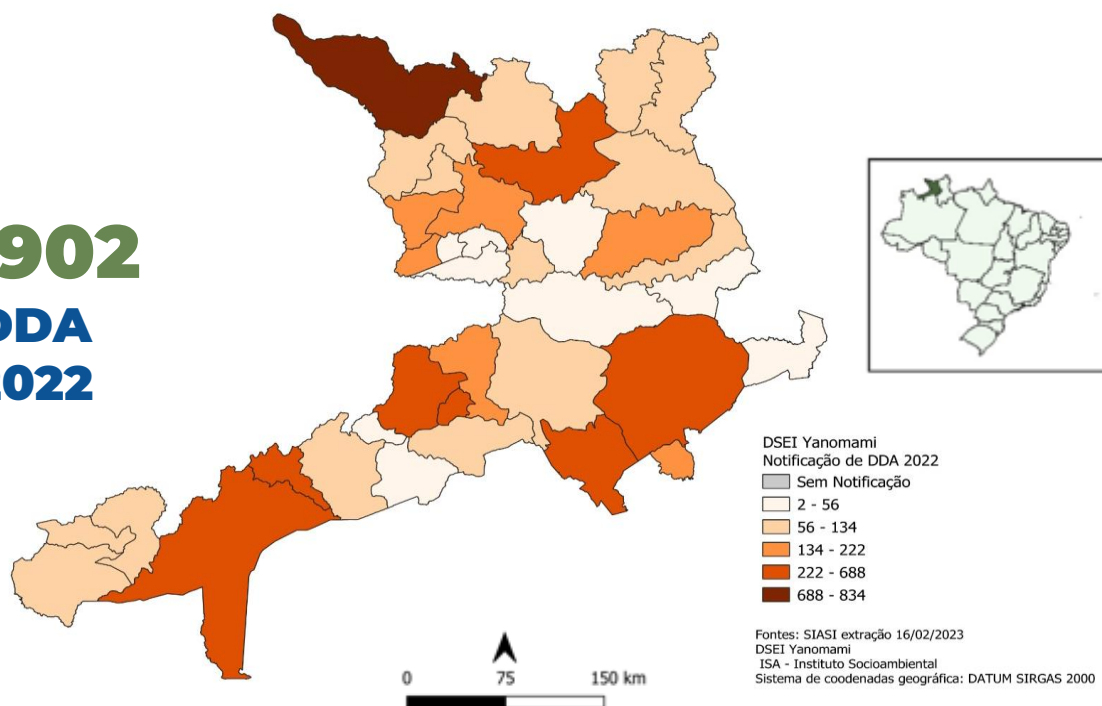 902
DDA
2022
DSEI Yanomami
Notificação de DDA 2022
Sem Notificação
2 - 56
56 - 134
134 - 222
222 - 688
688 - 834
Fontes: SIASI extração 16/02/2023
DSEI Yanomami
ISA - Instituto Socioambiental
Sistema de coodenadas geográfica: DATUM SIRGAS 2000
0 75 150 km